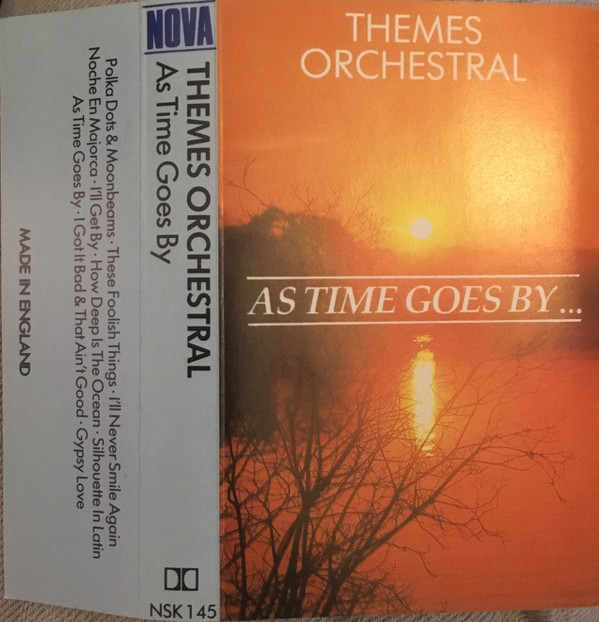 THEMES
ORCHESTRAL
AS TIME GOES BY...
NOVA
THEMES ORCHESTRAL
As Time Goes By
NSK 145
Polka Dots & Moonbeams · These Foolish Things · I'll Never Smile Again
Noche En Majorca · I'll Get By · How Deep Is The Ocean · Silhouette In Latin
As Time Goes By · I Got It Bad & That Ain't Good · Gypsy Love
MADE IN ENGLAND